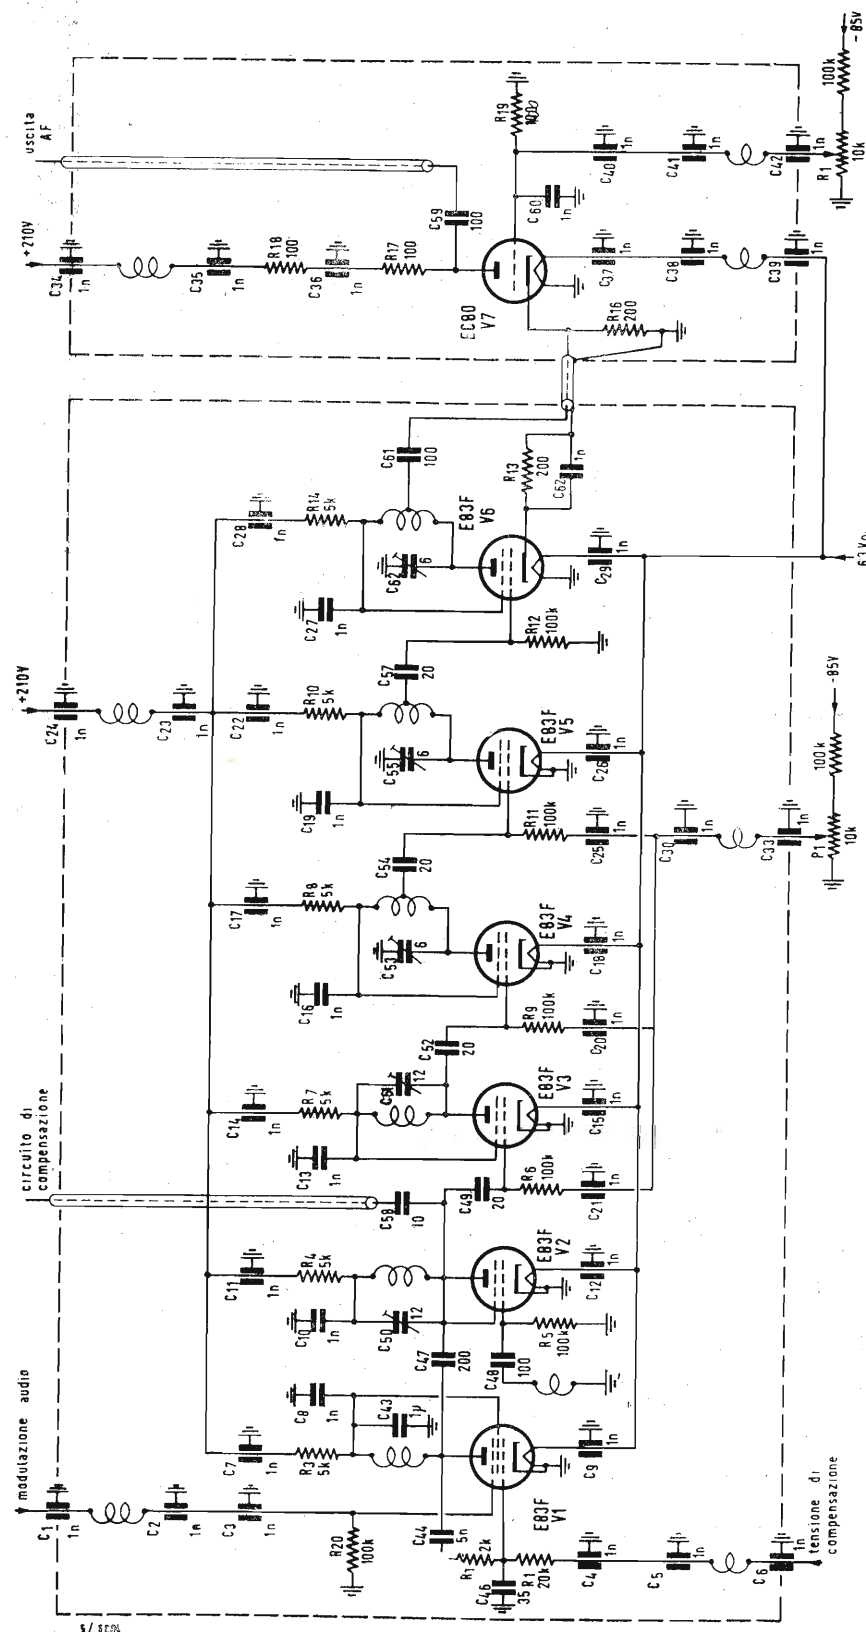 modulazione audio
C1
1n
C2
1n
C3
1n
R20
100k
C7
1n
R3
5k
C8
1n
C43
1µ
C44
5n
R1
2k
C46
35
R1
20k
C4
1n
C5
1n
C6
1n
tensione di
compensazione
E83F
V1
C9
1n
C47
200
C48
100
C11
1n
R4
5k
C10
1n
C50
12
E83F
V2
R5
100k
C12
1n
circuito di
compensazione
C58
10
C49
20
R6
100k
C21
1n
C14
1n
R7
5k
C13
1n
12
E83F
V3
C15
1n
C52
20
R9
100k
C20
1n
C17
1n
R8
5k
C16
1n
C53
6
E83F
V4
C18
1n
C54
20
R11
100k
C25
1n
+210V
C24
1n
C23
1n
C22
1n
R10
5k
C19
1n
C55
6
E83F
V5
C26
1n
C30
1n
C33
1n
P1
10k
100k
-85V
C57
20
R12
100k
C28
1n
R14
5k
C27
1n
C62
6
E83F
V6
C29
1n
C61
100
R13
200
C62
1n
+210V
C34
1n
C35
1n
R18
100
C36
1n
R17
100
uscita
AF
C59
100
EC80
V7
R16
200
C60
1n
R19
C37
1n
C38
1n
C39
1n
C40
1n
C41
1n
C42
1n
R1
10k
100k
-85V